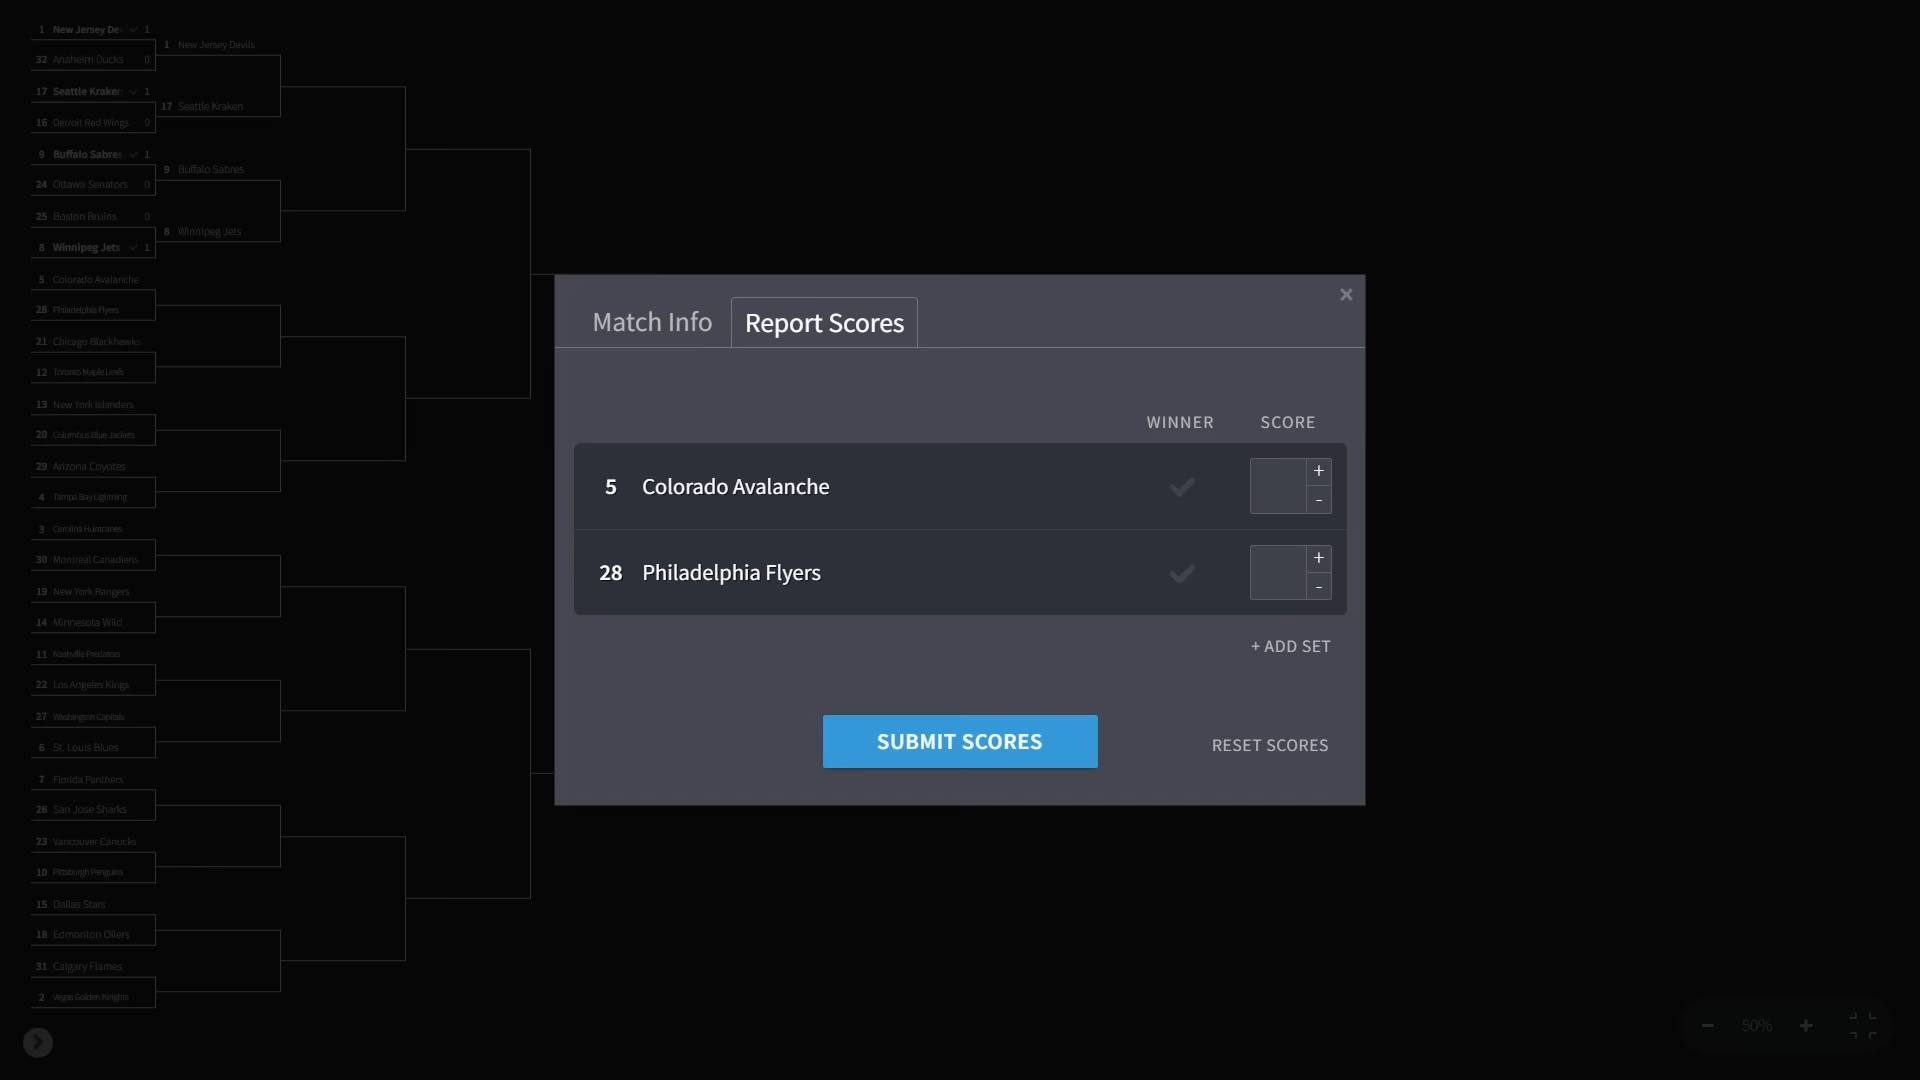 1 New Jersey De 1
32 Anaheim Ducks 0
17 Seattle Kraken 1
16 Detroit Red Wings 0
9 Buffalo Sabres 1
24 Ottawa Senators 0
25 Boston Bruins 0
8 Winnipeg Jets 1
5 Colorado Avalanche
28 Philadelphia Flyers
21 Chicago Blackhawks
12 Toronto Maple Leafs
13 New York Islanders
20 Columbus Blue Jackets
29 Arizona Coyotes
4 Tampa Bay Lightning
3 Carolina Hurricanes
30 Montreal Canadiens
19 New York Rangers
14 Minnesota Wild
11 Nashville Predators
22 Los Angeles Kings
27 Washington Capitals
6 St. Louis Blues
7 Florida Panthers
26 San Jose Sharks
23 Vancouver Canucks
10 Pittsburgh Penguins
15 Dallas Stars
18 Edmonton Oilers
31 Calgary Flames
2 Vegas Golden Knights
1 New Jersey Devils
17 Seattle Kraken
9 Buffalo Sabres
8 Winnipeg Jets
×
Match Info Report Scores
WINNER SCORE
5 Colorado Avalanche + -
28 Philadelphia Flyers + -
+ ADD SET
SUBMIT SCORES RESET SCORES
− 50% +